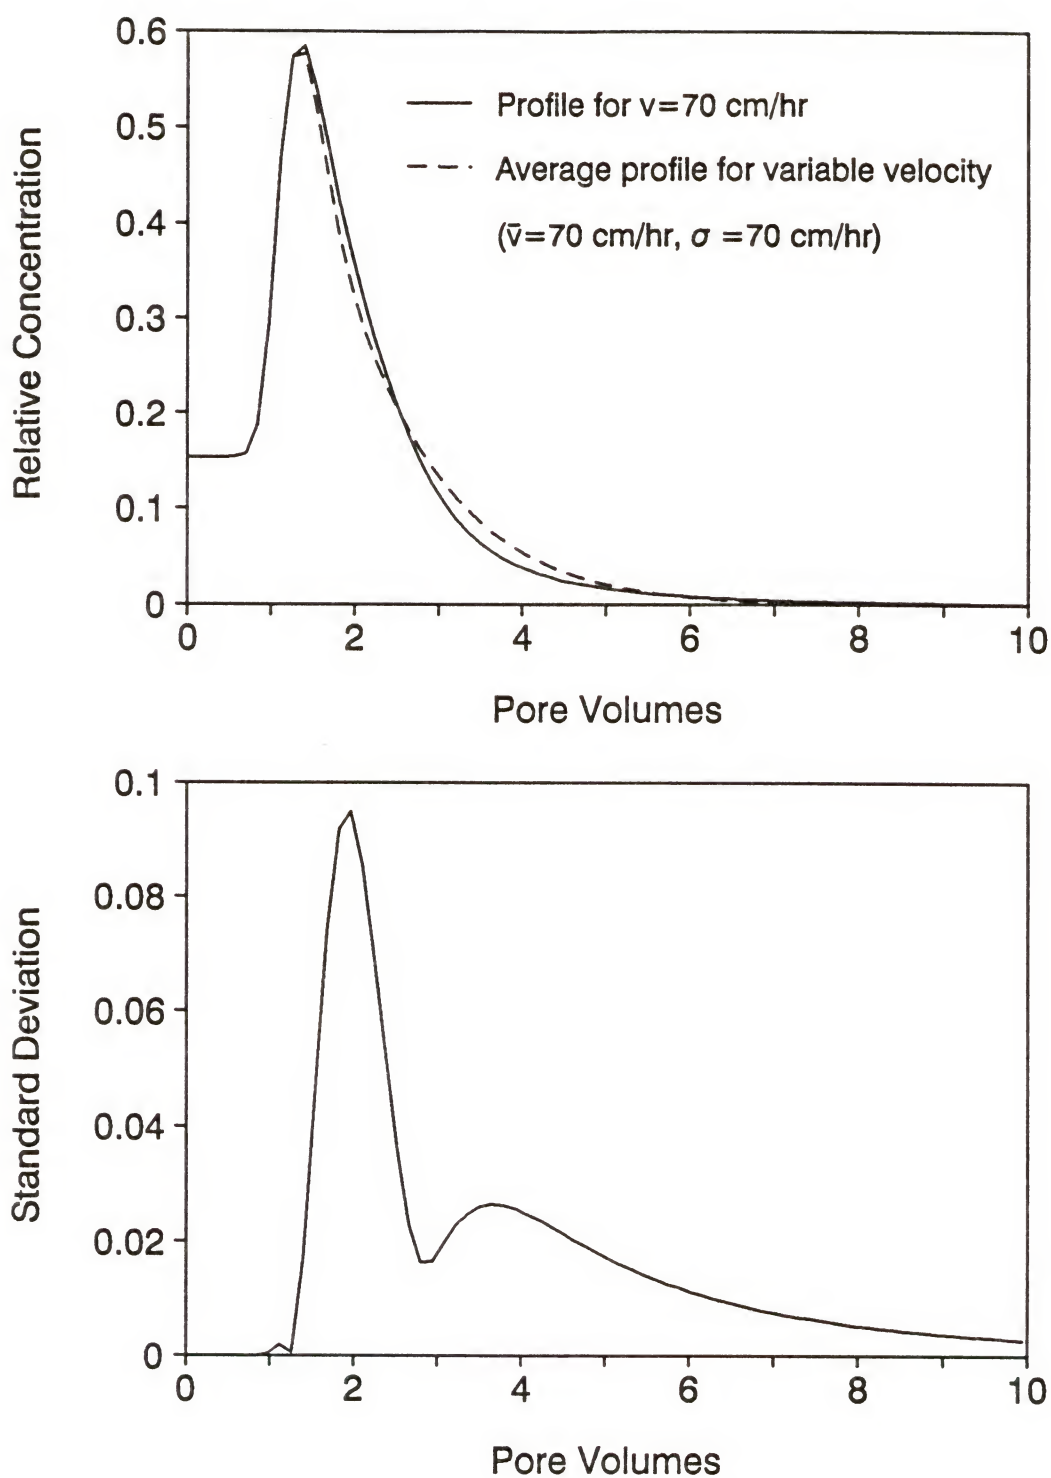 0.6
0.5
0.4
0.3
0.2
0.1
0
Relative Concentration
Profile for v=70 cm/hr
Average profile for variable velocity
(v̄=70 cm/hr, σ =70 cm/hr)
0 2 4 6 8 10
Pore Volumes
0.1
0.08
0.06
0.04
0.02
0
Standard Deviation
0 2 4 6 8 10
Pore Volumes